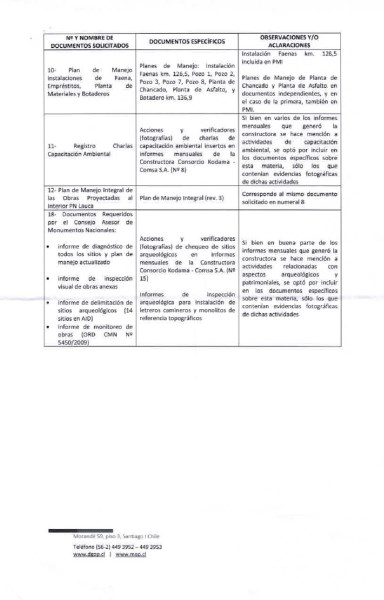 Nº Y NOMBRE DE
DOCUMENTOS SOLICITADOS
DOCUMENTOS ESPECÍFICOS
OBSERVACIONES Y/O
ACLARACIONES
10- Plan de Manejo
Instalaciones de Faena,
Empréstitos, Planta de
Materiales y Botaderos
Planes de Manejo: Instalación
Faenas km. 126,5, Pozo 1, Pozo 2,
Pozo 3, Pozo 7, Pozo 8, Planta de
Chancado, Planta de Asfalto, y
Botadero km. 136,9
Instalación Faenas km. 126,5
incluida en PMI
Planes de Manejo de Planta de
Chancado y Planta de Asfalto en
documentos independientes, y en
el caso de la primera, también en
PMI.
11- Registro Charlas
Capacitación Ambiental
Acciones y verificadores
(fotografías) de charlas de
capacitación ambiental insertos en
informes mensuales de la
Constructora Consorcio Kodama -
Comsa S.A. (Nº 8)
Si bien en varios de los informes
mensuales que generó la
constructora se hace mención a
actividades de capacitación
ambiental, se optó por incluir en
los documentos específicos sobre
esta materia, sólo los que
contenían evidencias fotográficas
de dichas actividades
12- Plan de Manejo Integral de
las Obras Proyectadas al
interior PN Lauca
Plan de Manejo Integral (rev. 3)
Corresponde al mismo documento
solicitado en numeral 8
18- Documentos Requeridos
por el Consejo Asesor de
Monumentos Nacionales:
• Informe de diagnóstico de
todos los sitios y plan de
manejo actualizado
• Informe de inspección
visual de obras anexas
• Informe de delimitación de
sitios arqueológicos (14
sitios en AID)
• Informe de monitoreo de
obras (ORD CMN Nº
5450/2009)
Acciones y verificadores
(fotografías) de chequeo de sitios
arqueológicos en informes
mensuales de la Constructora
Consorcio Kodama - Comsa S.A. (Nº
15)
Informes de inspección
arqueológica para instalación de
letreros camineros y monolitos de
referencia topográficos
Si bien en buena parte de los
informes mensuales que generó la
constructora se hace mención a
actividades relacionadas con
aspectos arqueológicos y
patrimoniales, se optó por incluir
en los documentos específicos
sobre esta materia, sólo los que
contenían evidencias fotográficas
de dichas actividades
Morandé 59, piso 3, Santiago | Chile
Teléfono (56-2) 449 3952 – 449 3953
www.dgop.cl | www.mop.cl